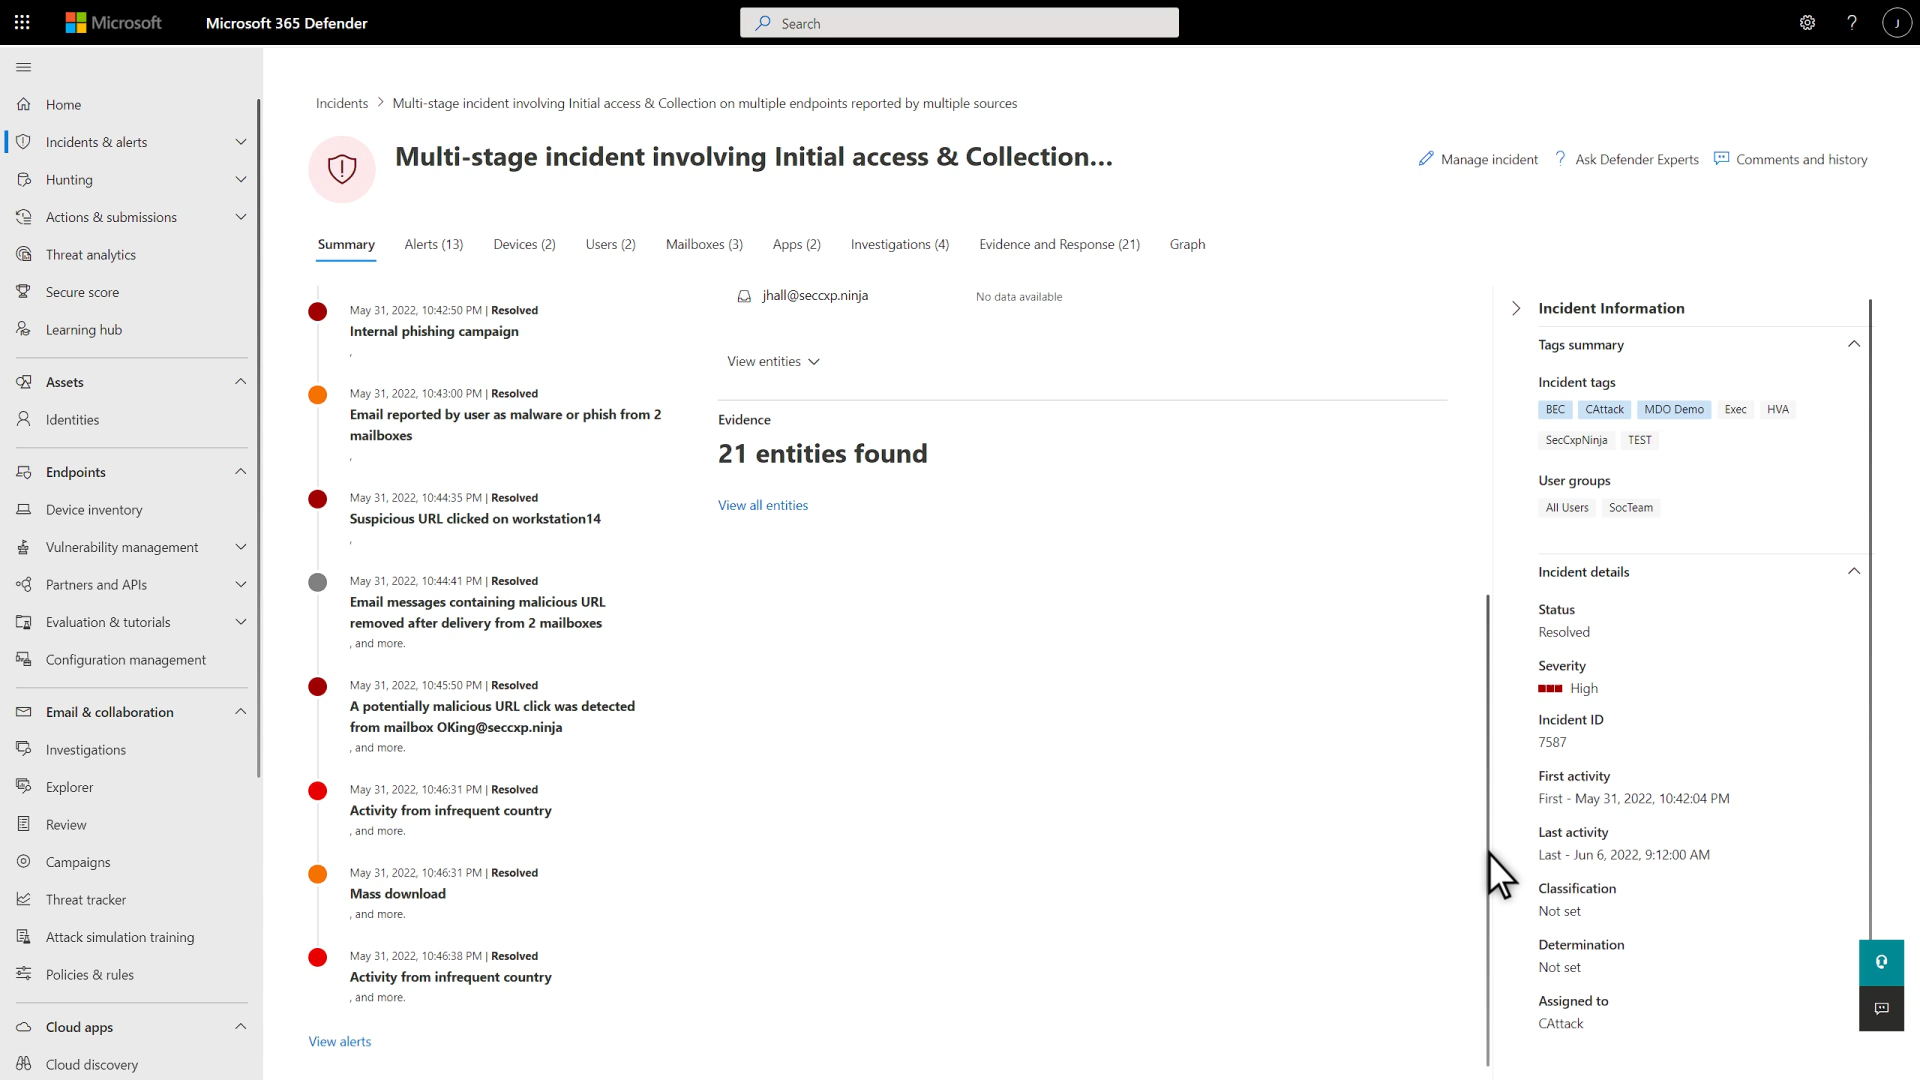 Microsoft
Microsoft 365 Defender
Search
?
J
Home
Incidents & alerts
Hunting
Actions & submissions
Threat analytics
Secure score
Learning hub
Assets
Identities
Endpoints
Device inventory
Vulnerability management
Partners and APIs
Evaluation & tutorials
Configuration management
Email & collaboration
Investigations
Explorer
Review
Campaigns
Threat tracker
Attack simulation training
Policies & rules
Cloud apps
Cloud discovery
Incidents > Multi-stage incident involving Initial access & Collection on multiple endpoints reported by multiple sources
Multi-stage incident involving Initial access & Collection...
Manage incident
? Ask Defender Experts
Comments and history
Summary
Alerts (13)
Devices (2)
Users (2)
Mailboxes (3)
Apps (2)
Investigations (4)
Evidence and Response (21)
Graph
May 31, 2022, 10:42:50 PM | Resolved
Internal phishing campaign
,
May 31, 2022, 10:43:00 PM | Resolved
Email reported by user as malware or phish from 2
mailboxes
,
May 31, 2022, 10:44:35 PM | Resolved
Suspicious URL clicked on workstation14
,
May 31, 2022, 10:44:41 PM | Resolved
Email messages containing malicious URL
removed after delivery from 2 mailboxes
, and more.
May 31, 2022, 10:45:50 PM | Resolved
A potentially malicious URL click was detected
from mailbox OKing@seccxp.ninja
, and more.
May 31, 2022, 10:46:31 PM | Resolved
Activity from infrequent country
, and more.
May 31, 2022, 10:46:31 PM | Resolved
Mass download
, and more.
May 31, 2022, 10:46:38 PM | Resolved
Activity from infrequent country
, and more.
View alerts
jhall@seccxp.ninja
No data available
View entities
Evidence
21 entities found
View all entities
Incident Information
Tags summary
Incident tags
BEC CAttack MDO Demo Exec HVA
SecCxpNinja TEST
User groups
All Users SocTeam
Incident details
Status
Resolved
Severity
High
Incident ID
7587
First activity
First - May 31, 2022, 10:42:04 PM
Last activity
Last - Jun 6, 2022, 9:12:00 AM
Classification
Not set
Determination
Not set
Assigned to
CAttack